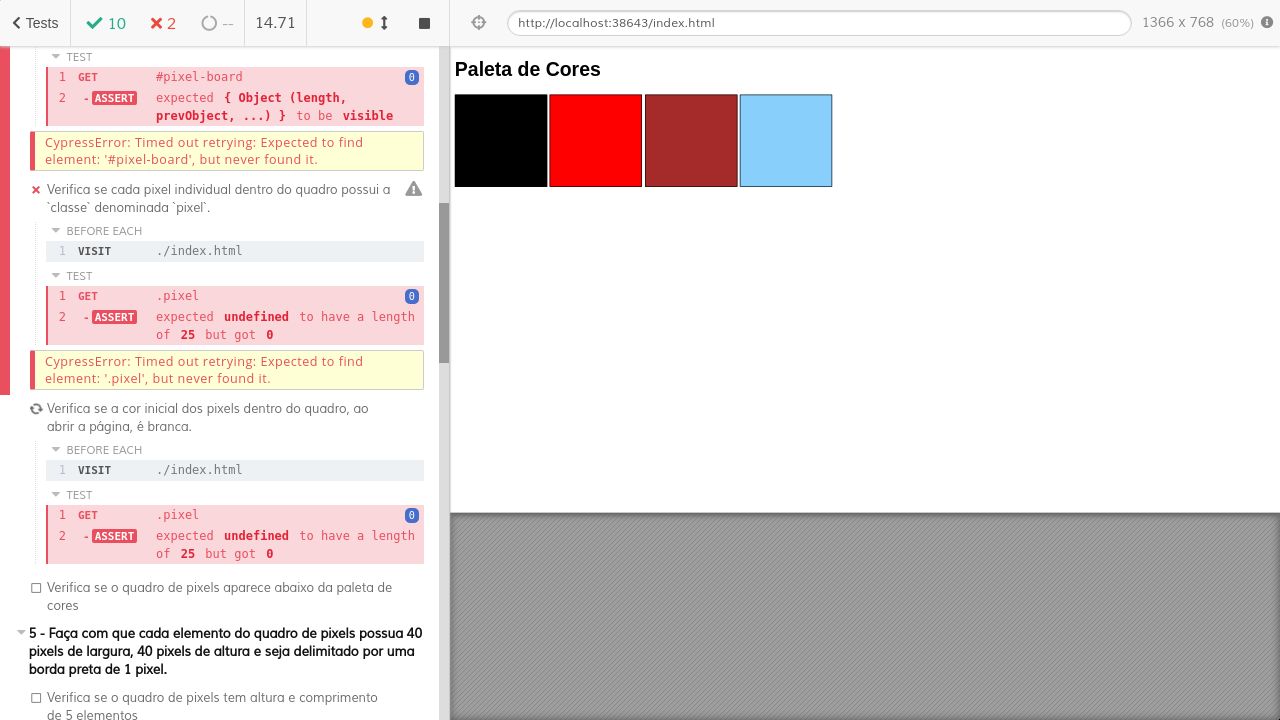 Tests
10
2
--
14.71
http://localhost:38643/index.html
1366 x 768 (60%)
TEST
1 GET #pixel-board 0
2 -ASSERT expected { Object (length,
prevObject, ...) } to be visible
CypressError: Timed out retrying: Expected to find
element: '#pixel-board', but never found it.
Verifica se cada pixel individual dentro do quadro possui a
`classe` denominada `pixel`.
BEFORE EACH
1 VISIT ./index.html
TEST
1 GET .pixel 0
2 -ASSERT expected undefined to have a length
of 25 but got 0
CypressError: Timed out retrying: Expected to find
element: '.pixel', but never found it.
Verifica se a cor inicial dos pixels dentro do quadro, ao
abrir a página, é branca.
BEFORE EACH
1 VISIT ./index.html
TEST
1 GET .pixel 0
2 -ASSERT expected undefined to have a length
of 25 but got 0
Verifica se o quadro de pixels aparece abaixo da paleta de
cores
5 - Faça com que cada elemento do quadro de pixels possua 40
pixels de largura, 40 pixels de altura e seja delimitado por uma
borda preta de 1 pixel.
Verifica se o quadro de pixels tem altura e comprimento
de 5 elementos
Paleta de Cores